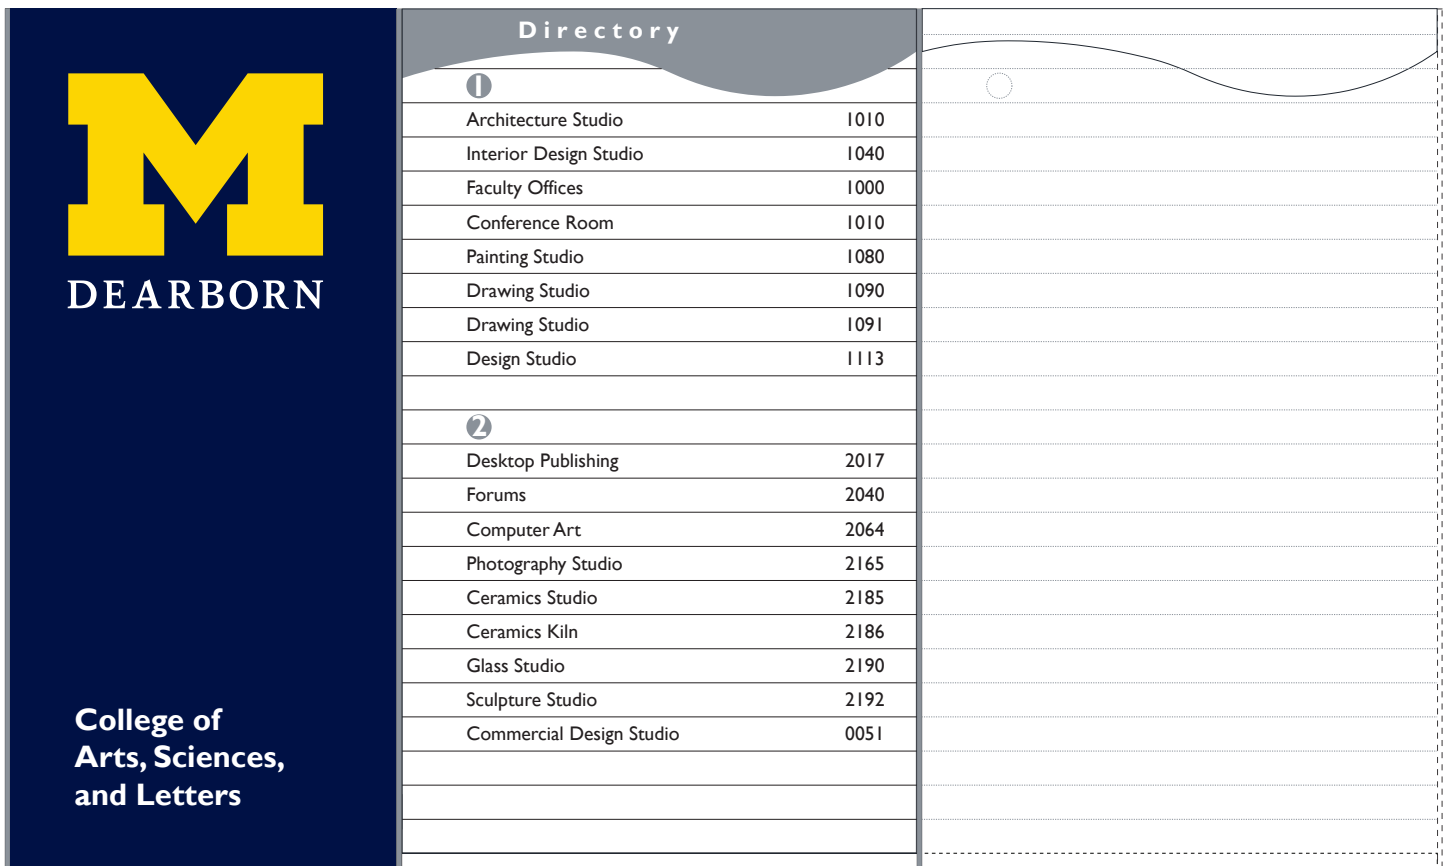 M
DEARBORN
College of
Arts, Sciences,
and Letters
Directory
1
Architecture Studio 1010
Interior Design Studio 1040
Faculty Offices 1000
Conference Room 1010
Painting Studio 1080
Drawing Studio 1090
Drawing Studio 1091
Design Studio 1113
2
Desktop Publishing 2017
Forums 2040
Computer Art 2064
Photography Studio 2165
Ceramics Studio 2185
Ceramics Kiln 2186
Glass Studio 2190
Sculpture Studio 2192
Commercial Design Studio 0051